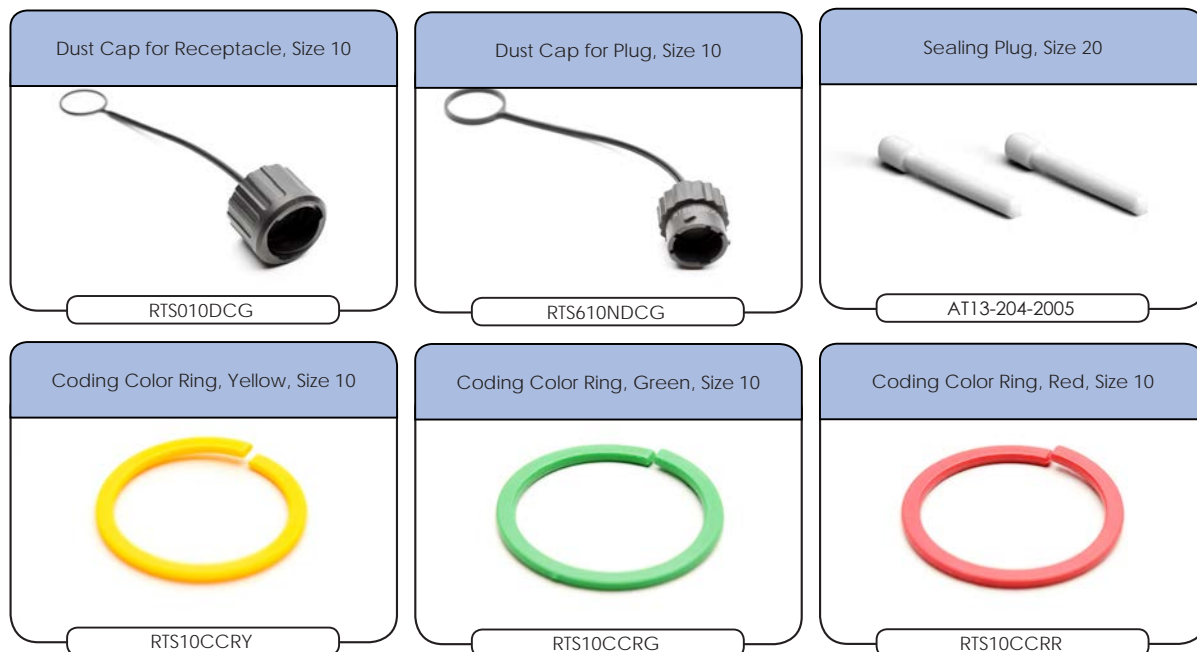 Dust Cap for Receptacle, Size 10
Dust Cap for Plug, Size 10
Sealing Plug, Size 20
RTS010DCG
RTS610NDCG
AT13-204-2005
Coding Color Ring, Yellow, Size 10
Coding Color Ring, Green, Size 10
Coding Color Ring, Red, Size 10
RTS10CCRY
RTS10CCRG
RTS10CCRR